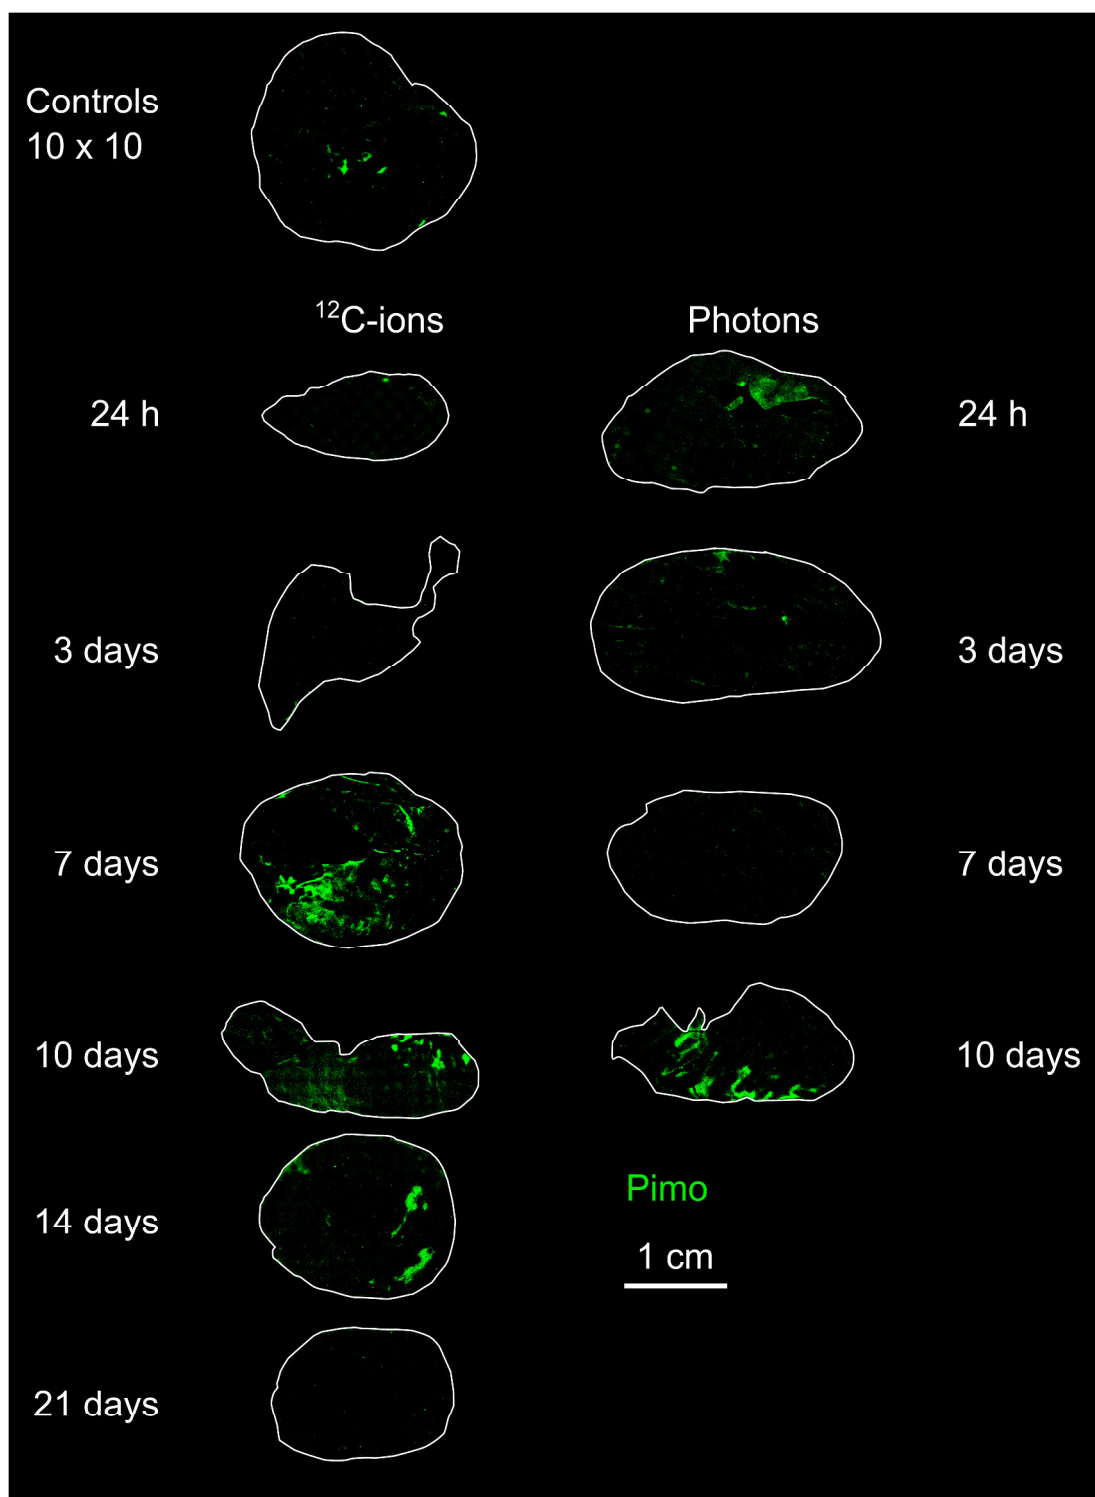 Controls
10 x 10
¹²C-ions Photons
24 h 24 h
3 days 3 days
7 days 7 days
10 days 10 days
14 days
Pimo
1 cm
21 days